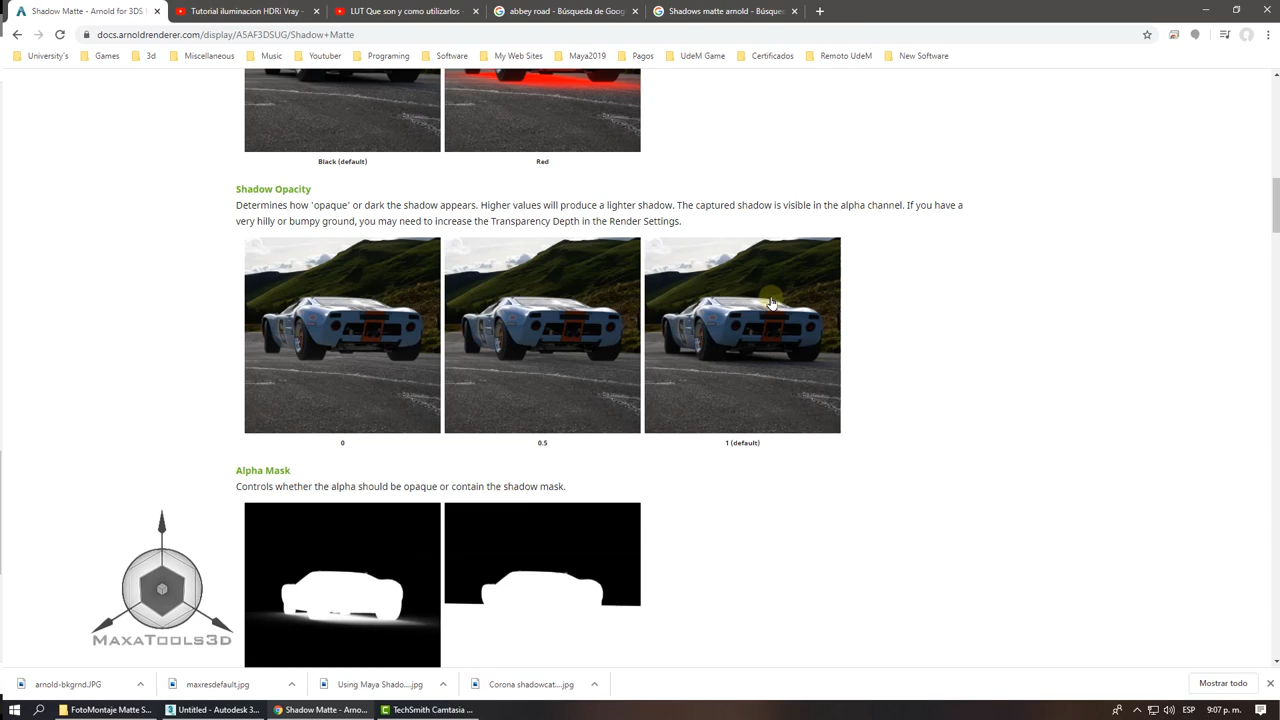 Shadow Matte - Arnold for 3DS
Tutorial iluminacion HDRi Vray -
LUT Que son y como utilizarlos -
abbey road - Búsqueda de Goog
Shadows matte arnold - Búsque
docs.arnoldrenderer.com/display/A5AF3DSUG/Shadow+Matte
University's
Games
3d
Miscellaneous
Music
Youtuber
Programing
Software
My Web Sites
Maya2019
Pagos
UdeM Game
Certificados
Remoto UdeM
New Software
Black (default)
Red
Shadow Opacity
Determines how 'opaque' or dark the shadow appears. Higher values will produce a lighter shadow. The captured shadow is visible in the alpha channel. If you have a
very hilly or bumpy ground, you may need to increase the Transparency Depth in the Render Settings.
0
0.5
1 (default)
Alpha Mask
Controls whether the alpha should be opaque or contain the shadow mask.
MAXATOOLS3D
arnold-bkgrnd.JPG
maxresdefault.jpg
Using Maya Shado....jpg
Corona shadowcat....jpg
Mostrar todo
FotoMontaje Matte S...
Untitled - Autodesk 3...
Shadow Matte - Arno...
TechSmith Camtasia ...
ESP
9:07 p. m.